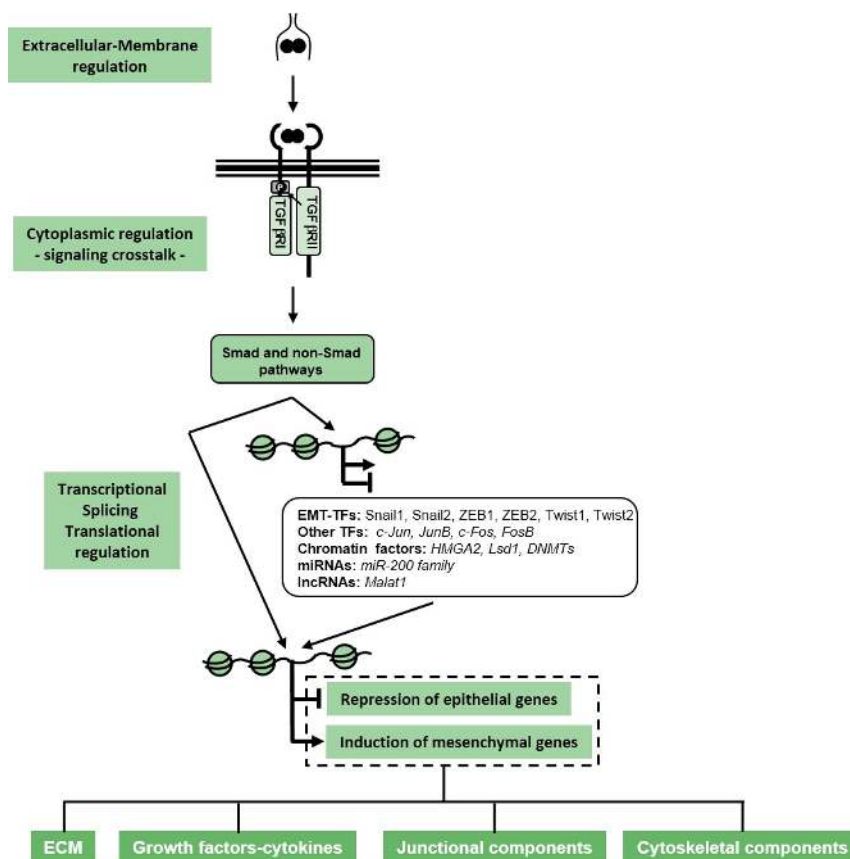 Extracellular-Membrane
regulation
P
TGFβRI
TGFβRII
Cytoplasmic regulation
- signaling crosstalk -
Smad and non-Smad
pathways
Transcriptional
Splicing
Translational
regulation
EMT-TFs: Snail1, Snail2, ZEB1, ZEB2, Twist1, Twist2
Other TFs: c-Jun, JunB, c-Fos, FosB
Chromatin factors: HMGA2, Lsd1, DNMTs
miRNAs: miR-200 family
lncRNAs: Malat1
Repression of epithelial genes
Induction of mesenchymal genes
ECM
Growth factors-cytokines
Junctional components
Cytoskeletal components